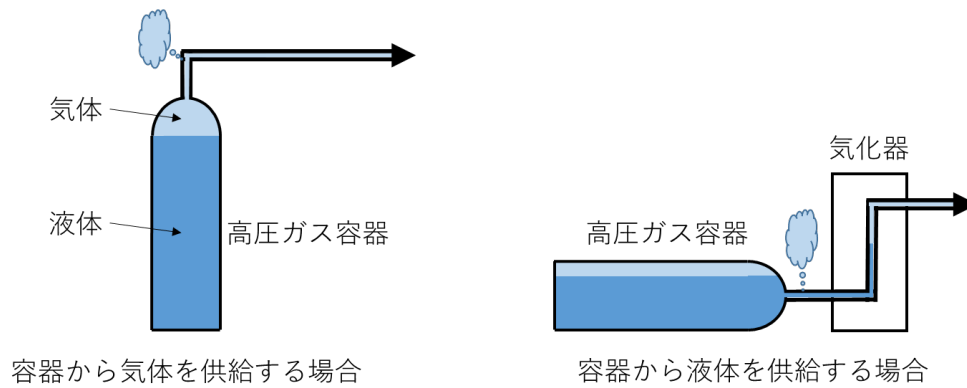 気体
液体
高圧ガス容器
容器から気体を供給する場合
気化器
高圧ガス容器
容器から液体を供給する場合